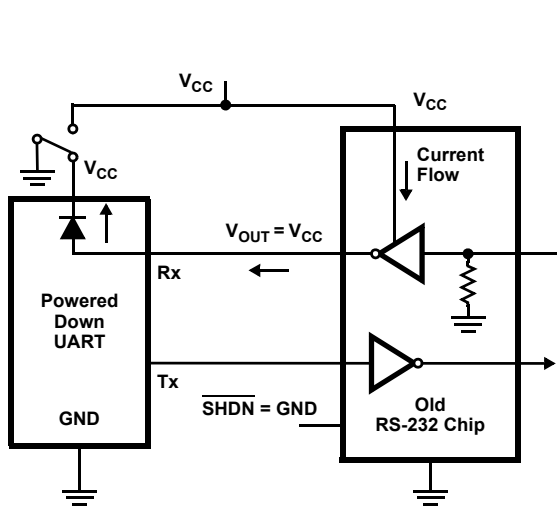 VCC
VCC
VCC
Current
Flow
VOUT = VCC
Rx
Powered
Down
UART
Tx
SHDN = GND
GND
Old
RS-232 Chip